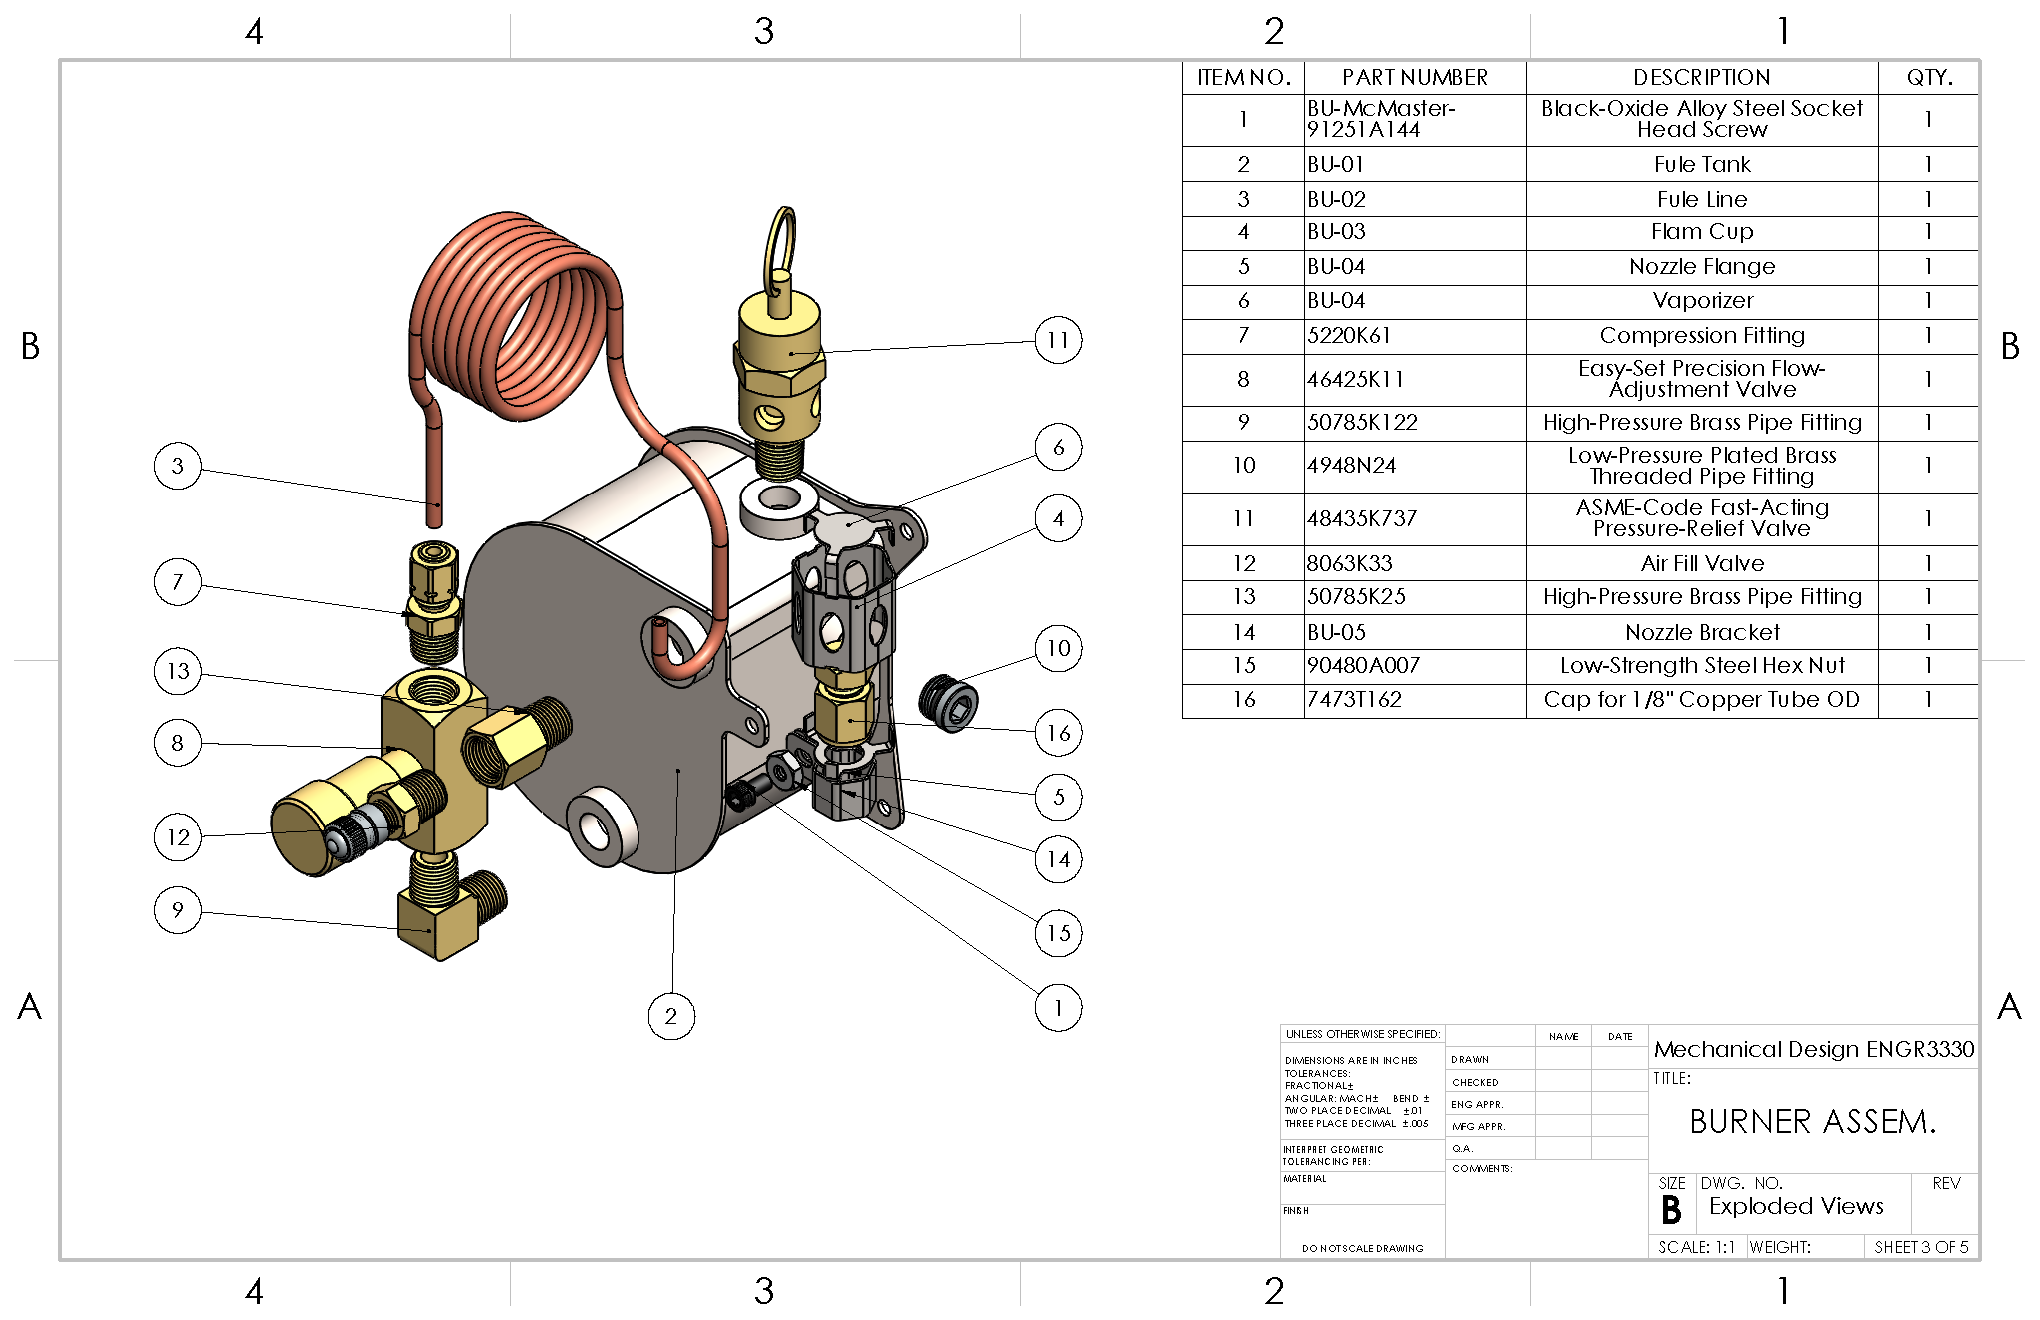 4 3 2 1
ITEM NO. PART NUMBER DESCRIPTION QTY.
1 BU-McMaster-91251A144 Black-Oxide Alloy Steel Socket Head Screw 1
2 BU-01 Fule Tank 1
3 BU-02 Fule Line 1
4 BU-03 Flam Cup 1
5 BU-04 Nozzle Flange 1
6 BU-04 Vaporizer 1
7 5220K61 Compression Fitting 1
8 46425K11 Easy-Set Precision Flow-Adjustment Valve 1
9 50785K122 High-Pressure Brass Pipe Fitting 1
10 4948N24 Low-Pressure Plated Brass Threaded Pipe Fitting 1
11 48435K737 ASME-Code Fast-Acting Pressure-Relief Valve 1
12 8063K33 Air Fill Valve 1
13 50785K25 High-Pressure Brass Pipe Fitting 1
14 BU-05 Nozzle Bracket 1
15 90480A007 Low-Strength Steel Hex Nut 1
16 7473T162 Cap for 1/8" Copper Tube OD 1
B B
A A
3
7
13
8
12
9
2
11
6
4
10
16
5
14
15
1
UNLESS OTHERWISE SPECIFIED:
DIMENSIONS ARE IN INCHES
TOLERANCES:
FRACTIONAL±
ANGULAR: MACH± BEND ±
TWO PLACE DECIMAL ±.01
THREE PLACE DECIMAL ±.005
INTERPRET GEOMETRIC
TOLERANCING PER:
MATERIAL
FINISH
DO NOT SCALE DRAWING
NAME DATE
DRAWN
CHECKED
ENG APPR.
MFG APPR.
Q.A.
COMMENTS:
Mechanical Design ENGR3330
TITLE:
BURNER ASSEM.
SIZE DWG. NO. REV
B Exploded Views
SCALE: 1:1 WEIGHT: SHEET 3 OF 5
4 3 2 1